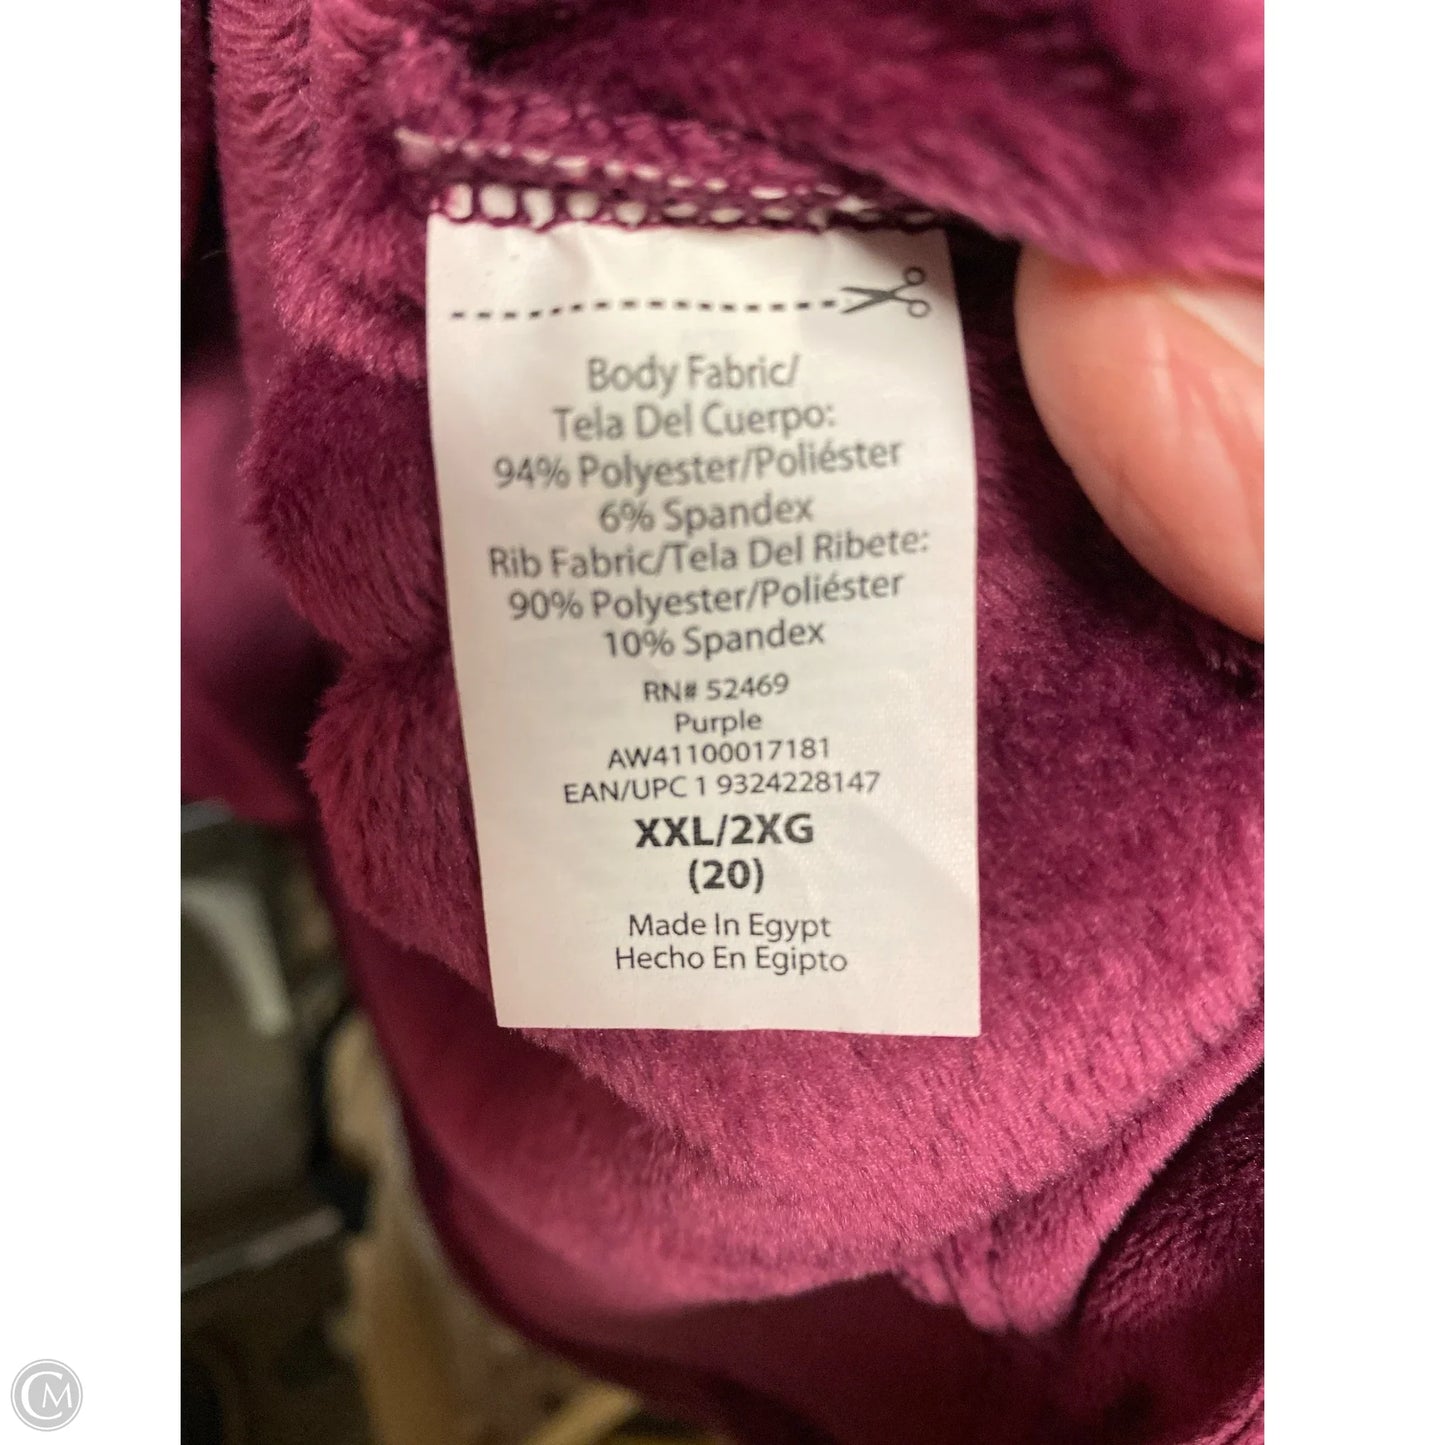 Body Fabric/
Tela Del Cuerpo:
94% Polyester/Poliéster
6% Spandex
Rib Fabric/Tela Del Ribete:
90% Polyester/Poliéster
10% Spandex
RN# 52469
Purple
AW41100017181
EAN/UPC 1 9324228147
XXL/2XG
(20)
Made In Egypt
Hecho En Egipto
CM